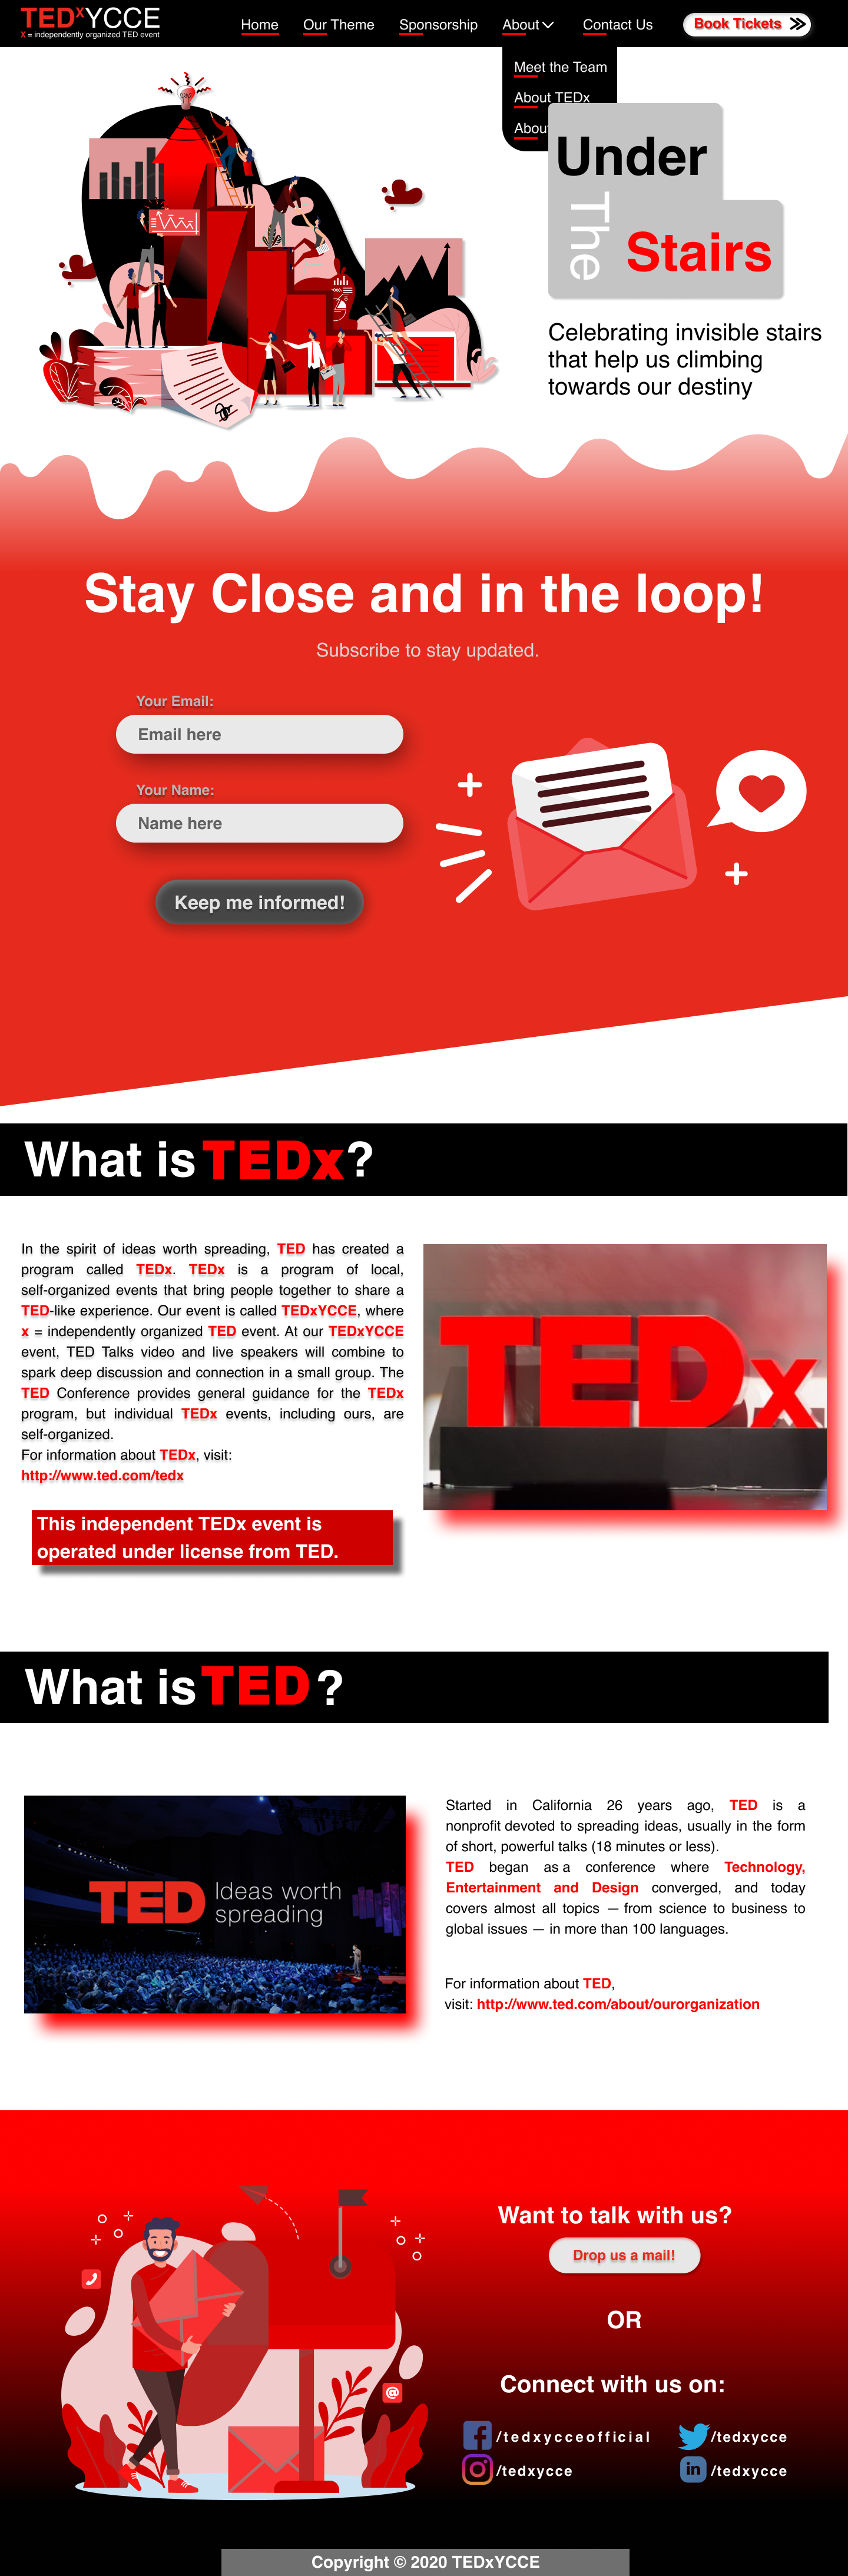 TEDxYCCE
X = independently organized TED event
Home
Our Theme
Sponsorship
About
Contact Us
Book Tickets
Meet the Team
About TEDx
About
Under
The
Stairs
Celebrating invisible stairs
that help us climbing
towards our destiny
Stay Close and in the loop!
Subscribe to stay updated.
Your Email:
Email here
Your Name:
Name here
Keep me informed!
What is TEDx?
In the spirit of ideas worth spreading, TED has created a
program called TEDx. TEDx is a program of local,
self-organized events that bring people together to share a
TED-like experience. Our event is called TEDxYCCE, where
x = independently organized TED event. At our TEDxYCCE
event, TED Talks video and live speakers will combine to
spark deep discussion and connection in a small group. The
TED Conference provides general guidance for the TEDx
program, but individual TEDx events, including ours, are
self-organized.
For information about TEDx, visit:
http://www.ted.com/tedx
TEDx
This independent TEDx event is
operated under license from TED.
What is TED ?
TED Ideas worth
spreading
Started in California 26 years ago, TED is a
nonprofit devoted to spreading ideas, usually in the form
of short, powerful talks (18 minutes or less).
TED began as a conference where Technology,
Entertainment and Design converged, and today
covers almost all topics — from science to business to
global issues — in more than 100 languages.
For information about TED,
visit: http://www.ted.com/about/ourorganization
Want to talk with us?
Drop us a mail!
OR
Connect with us on:
/tedxycceofficial
/tedxycce
/tedxycce
in /tedxycce
@
Copyright © 2020 TEDxYCCE